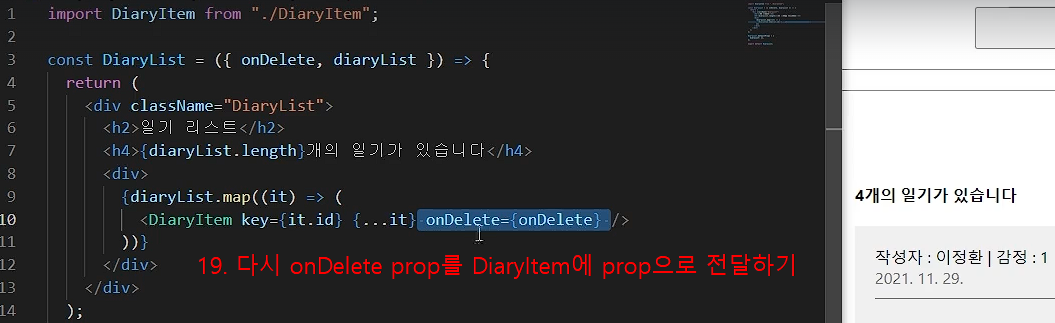 1 import DiaryItem from "./DiaryItem";
2
3 const DiaryList = ({ onDelete, diaryList }) => {
4 return (
5 <div className="DiaryList">
6 <h2>일기 리스트</h2>
7 <h4>{diaryList.length}개의 일기가 있습니다</h4>
8 <div>
9 {diaryList.map((it) => (
10 <DiaryItem key={it.id} {...it} onDelete={onDelete} />
11 ))}
12 </div>
13 </div>
14 );
19. 다시 onDelete prop를 DiaryItem에 prop으로 전달하기
4개의 일기가 있습니다
작성자 : 이정환 | 감정 : 1
2021. 11. 29.